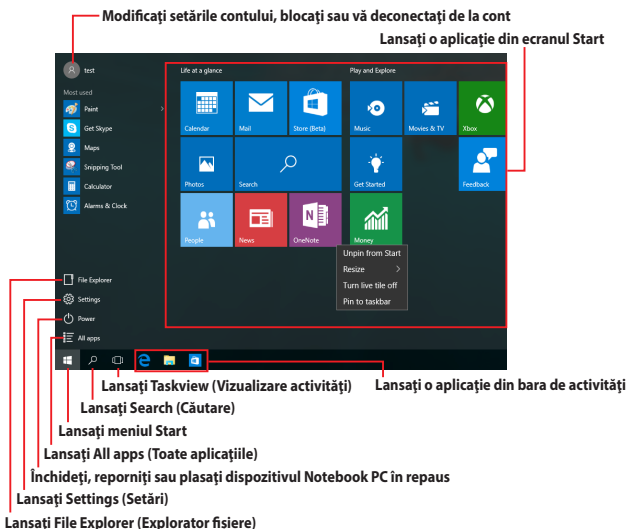 Modificați setările contului, blocați sau vă deconectați de la cont
Lansați o aplicație din ecranul Start
test
Life at a glance
Play and Explore
Most used
Paint
Get Skype
Maps
Snipping Tool
Calculator
Alarms & Clock
Calendar
Mail
Store (Beta)
Music
Movies & TV
Xbox
Photos
Search
Get Started
Feedback
People
News
OneNote
Money
Unpin from Start
Resize
Turn live tile off
Pin to taskbar
File Explorer
Settings
Power
All apps
Lansați Taskview (Vizualizare activități)
Lansați o aplicație din bara de activități
Lansați Search (Căutare)
Lansați meniul Start
Lansați All apps (Toate aplicațiile)
Închideți, reporniți sau plasați dispozitivul Notebook PC în repaus
Lansați Settings (Setări)
Lansați File Explorer (Explorator fișiere)